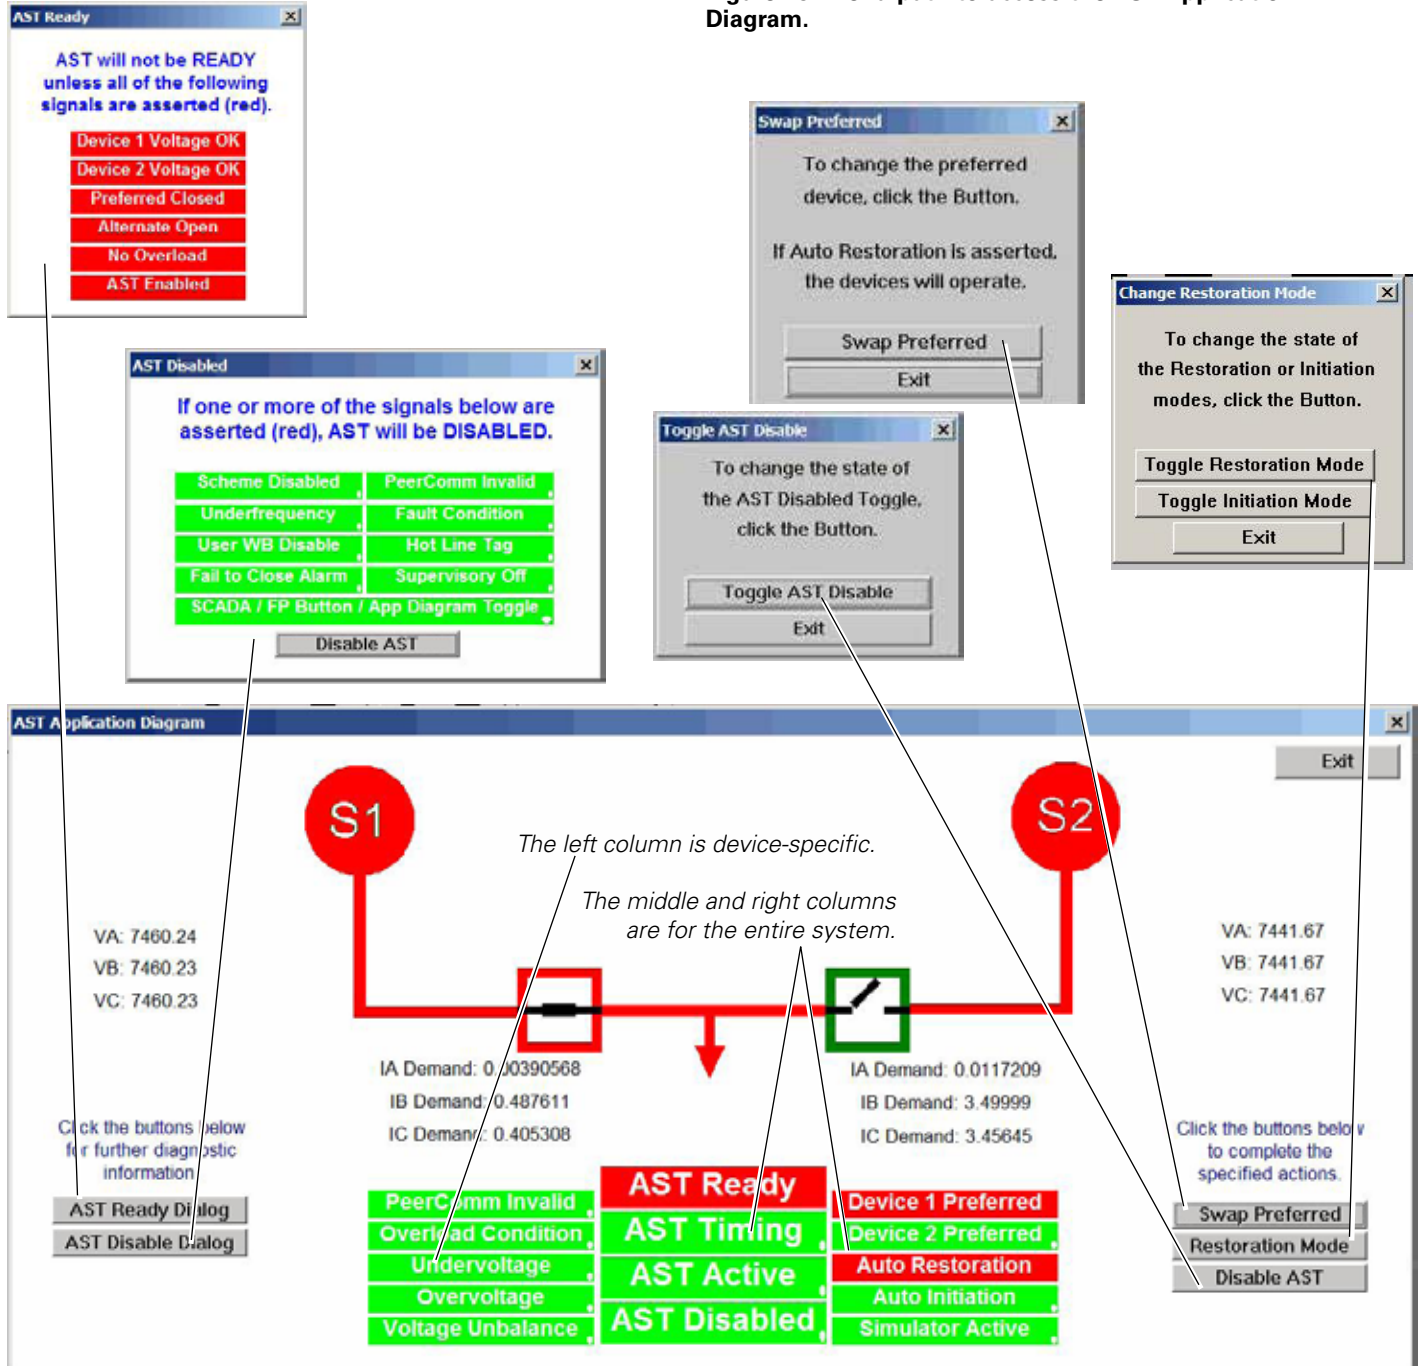 Diagram.
AST Ready
AST will not be READY
unless all of the following
signals are asserted (red).
Device 1 Voltage OK
Device 2 Voltage OK
Preferred Closed
Alternate Open
No Overload
AST Enabled
Swap Preferred
To change the preferred
device, click the Button.
If Auto Restoration is asserted,
the devices will operate.
Swap Preferred
Exit
Change Restoration Mode
To change the state of
the Restoration or Initiation
modes, click the Button.
Toggle Restoration Mode
Toggle Initiation Mode
Exit
AST Disabled
If one or more of the signals below are
asserted (red), AST will be DISABLED.
Scheme Disabled
PeerComm Invalid
Underfrequency
Fault Condition
User WB Disable
Hot Line Tag
Fail to Close Alarm
Supervisory Off
SCADA / FP Button / App Diagram Toggle
Disable AST
Toggle AST Disable
To change the state of
the AST Disabled Toggle,
click the Button.
Toggle AST Disable
Exit
AST Application Diagram
Exit
S1
S2
The left column is device-specific.
The middle and right columns
are for the entire system.
VA: 7460.24
VB: 7460.23
VC: 7460.23
VA: 7441.67
VB: 7441.67
VC: 7441.67
IA Demand: 0.00390568
IB Demand: 0.487611
IC Demand: 0.405308
IA Demand: 0.0117209
IB Demand: 3.49999
IC Demand: 3.45645
Click the buttons below
for further diagnostic
information
AST Ready Dialog
AST Disable Dialog
PeerComm Invalid
Overload Condition
Undervoltage
Overvoltage
Voltage Unbalance
AST Ready
AST Timing
AST Active
AST Disabled
Device 1 Preferred
Device 2 Preferred
Auto Restoration
Auto Initiation
Simulator Active
Click the buttons below
to complete the
specified actions.
Swap Preferred
Restoration Mode
Disable AST